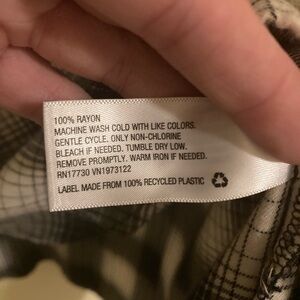 100% RAYON
MACHINE WASH COLD WITH LIKE COLORS.
GENTLE CYCLE. ONLY NON-CHLORINE
BLEACH IF NEEDED. TUMBLE DRY LOW.
REMOVE PROMPTLY. WARM IRON IF NEEDED.
RN17730 VN1973122
LABEL MADE FROM 100% RECYCLED PLASTIC